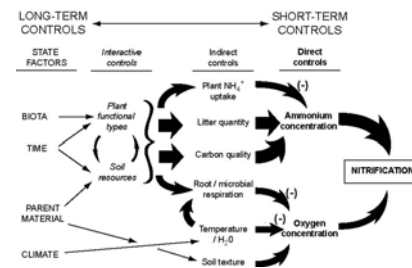 LONG-TERM
CONTROLS
SHORT-TERM
CONTROLS
STATE
FACTORS
Interactive
controls
Indirect
controls
Direct
controls
BIOTA
TIME
PARENT
MATERIAL
CLIMATE
Plant
functional
types
Soil
resources
Plant NH₄⁺
uptake
Litter quantity
Carbon quality
Root / microbial
respiration
Temperature
/ H₂0
Soil texture
(-)
Ammonium
concentration
(-)
(-)
Oxygen
concentration
NITRIFICATION